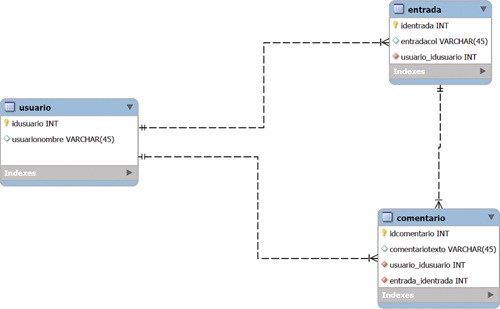 usuario
idusuario INT
usuarionombre VARCHAR(45)
Indexes
entrada
identrada INT
entradacol VARCHAR(45)
usuario_idusuario INT
Indexes
comentario
idcomentario INT
comentariotexto VARCHAR(45)
usuario_idusuario INT
entrada_identrada INT
Indexes